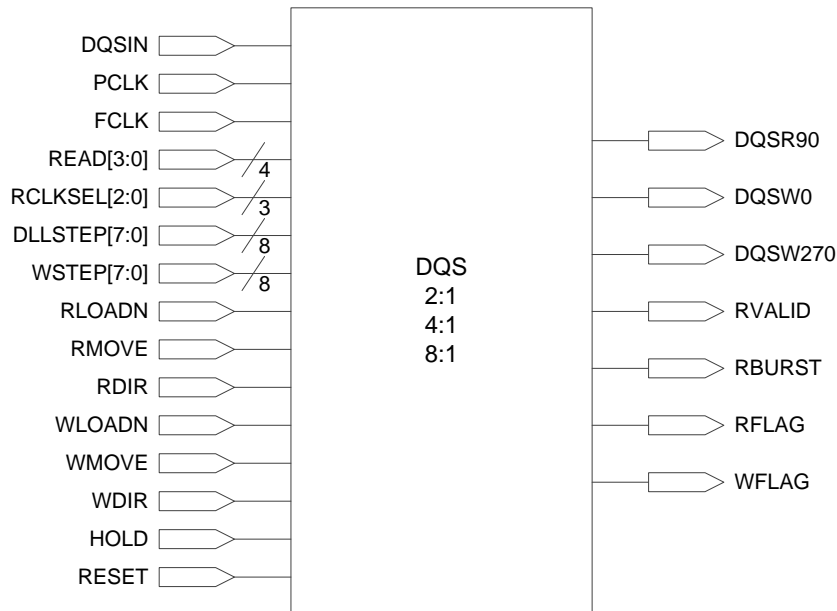 DQSIN
PCLK
FCLK
READ[3:0]
4
RCLKSEL[2:0]
3
DLLSTEP[7:0]
8
WSTEP[7:0]
8
RLOADN
RMOVE
RDIR
WLOADN
WMOVE
WDIR
HOLD
RESET
DQS
2:1
4:1
8:1
DQSR90
DQSW0
DQSW270
RVALID
RBURST
RFLAG
WFLAG